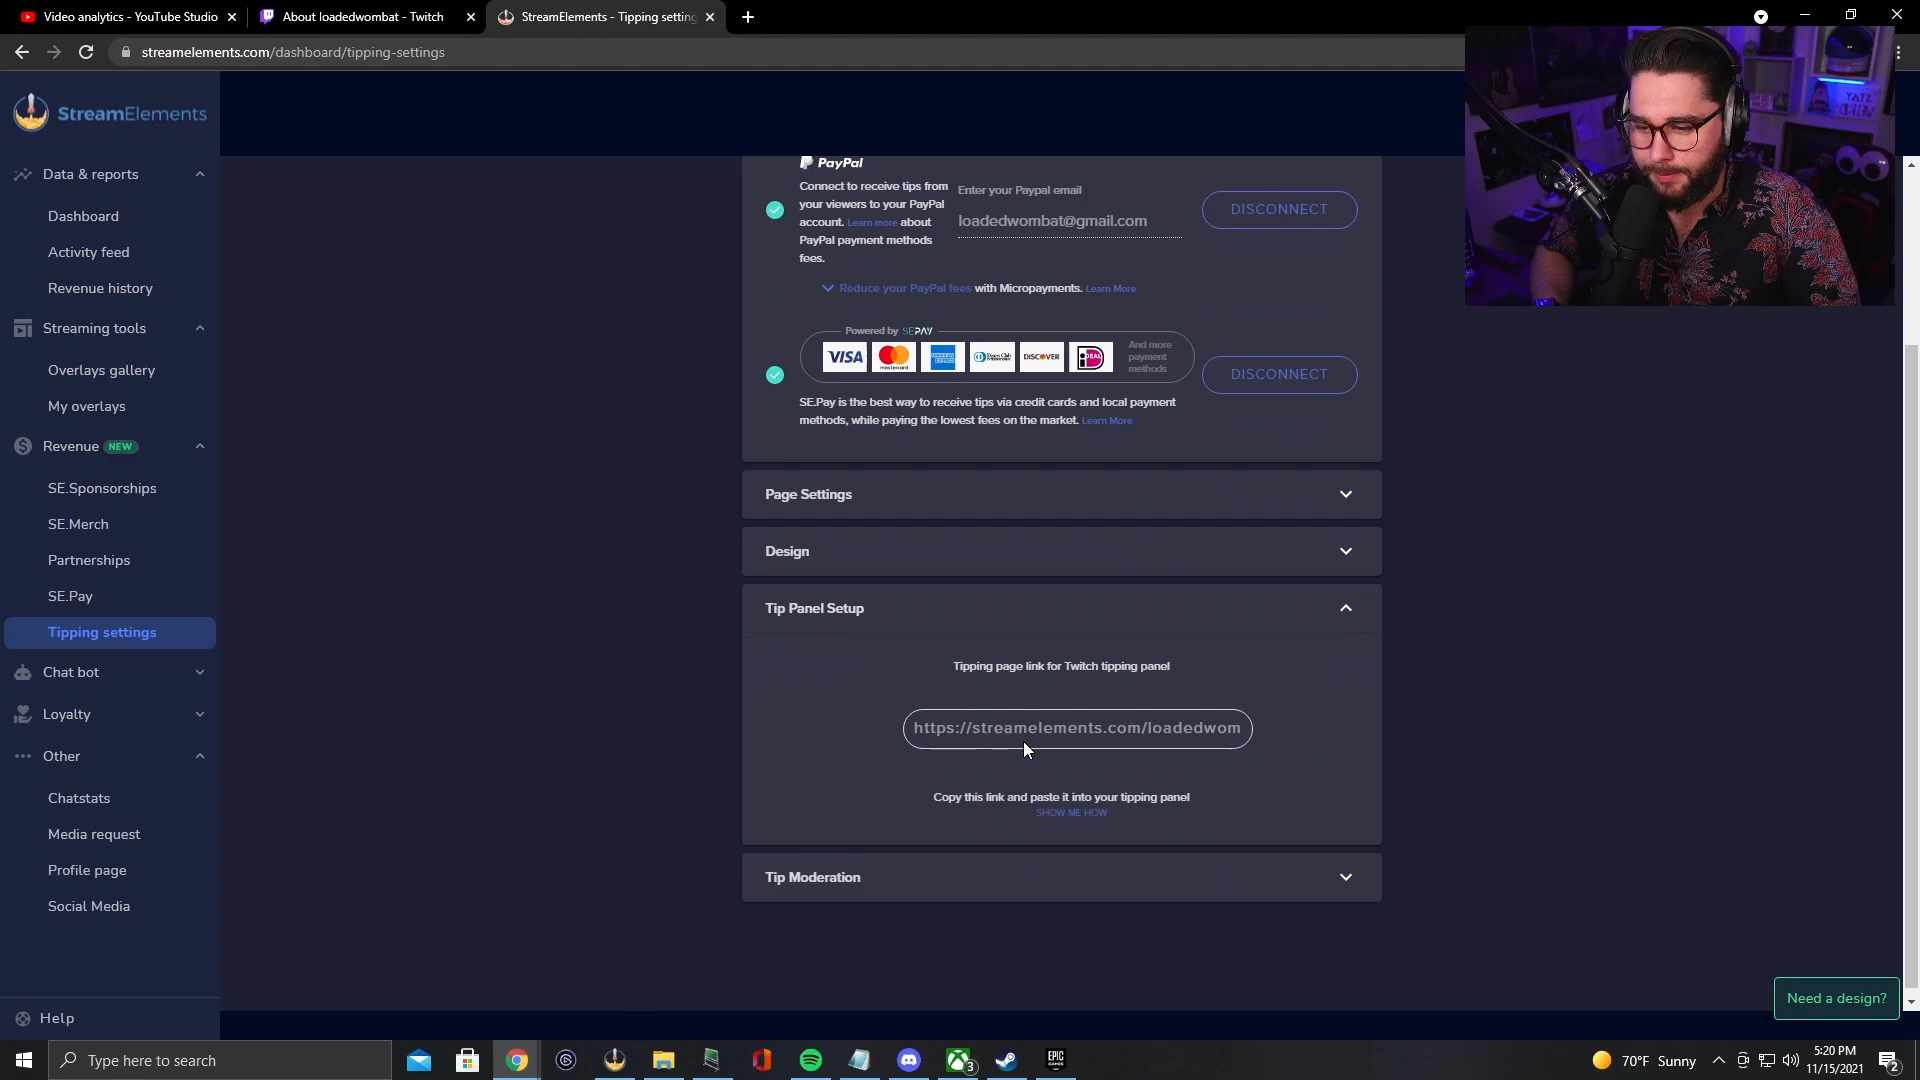 Video analytics - YouTube Studio
About loadedwombat - Twitch
StreamElements - Tipping setting
streamelements.com/dashboard/tipping-settings
StreamElements
Data & reports
Dashboard
Activity feed
Revenue history
Streaming tools
Overlays gallery
My overlays
Revenue NEW
SE.Sponsorships
SE.Merch
Partnerships
SE.Pay
Tipping settings
Chat bot
Loyalty
Other
Chatstats
Media request
Profile page
Social Media
Help
PayPal
Connect to receive tips from
your viewers to your PayPal
account. Learn more about
PayPal payment methods
fees.
Enter your Paypal email
loadedwombat@gmail.com
DISCONNECT
Reduce your PayPal fees with Micropayments. Learn More
Powered by SEPAY
VISA
mastercard
Diners Club
DISCOVER
iDEAL
And more
payment
methods
DISCONNECT
SE.Pay is the best way to receive tips via credit cards and local payment
methods, while paying the lowest fees on the market. Learn More
Page Settings
Design
Tip Panel Setup
Tipping page link for Twitch tipping panel
https://streamelements.com/loadedwom
Copy this link and paste it into your tipping panel
SHOW ME HOW
Tip Moderation
Need a design?
Type here to search
3
EPIC
GAMES
70°F Sunny
5:20 PM
11/15/2021
2